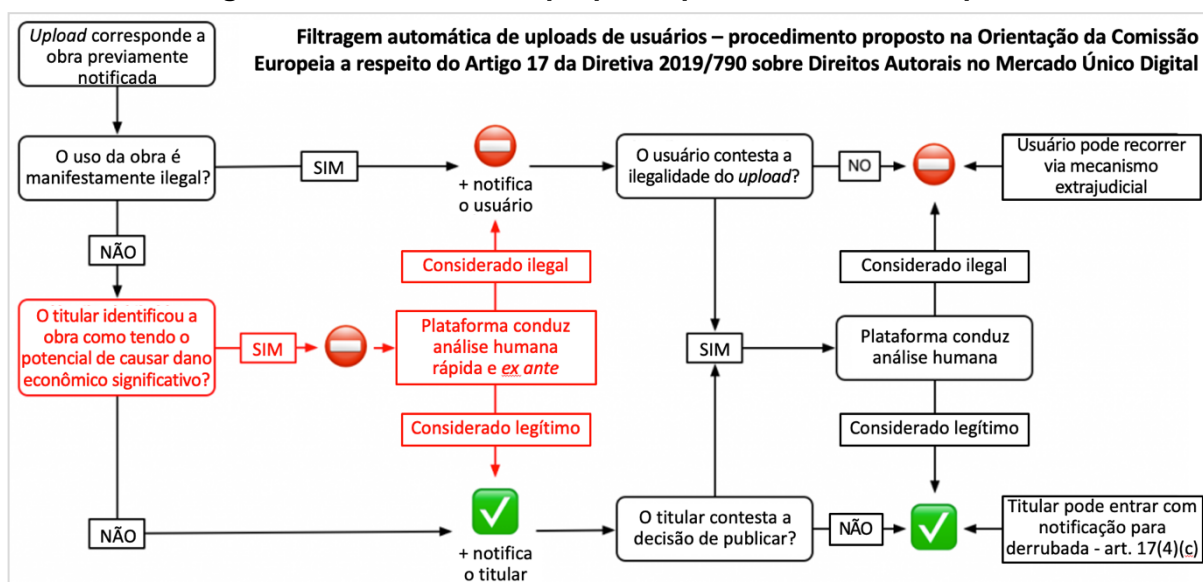 Filtragem automática de uploads de usuários – procedimento proposto na Orientação da Comissão
Europeia a respeito do Artigo 17 da Diretiva 2019/790 sobre Direitos Autorais no Mercado Único Digital
Upload corresponde a
obra previamente
notificada
O uso da obra é
manifestamente ilegal?
SIM
+ notifica
o usuário
O usuário contesta a
ilegalidade do upload?
NO
Usuário pode recorrer
via mecanismo
extrajudicial
NÃO
Considerado ilegal
Considerado ilegal
O titular identificou a
obra como tendo o
potencial de causar dano
econômico significativo?
SIM
Plataforma conduz
análise humana
rápida e ex ante
SIM
Plataforma conduz
análise humana
Considerado legítimo
Considerado legítimo
NÃO
+ notifica
o titular
O titular contesta a
decisão de publicar?
NÃO
Titular pode entrar com
notificação para
derrubada - art. 17(4)(c)